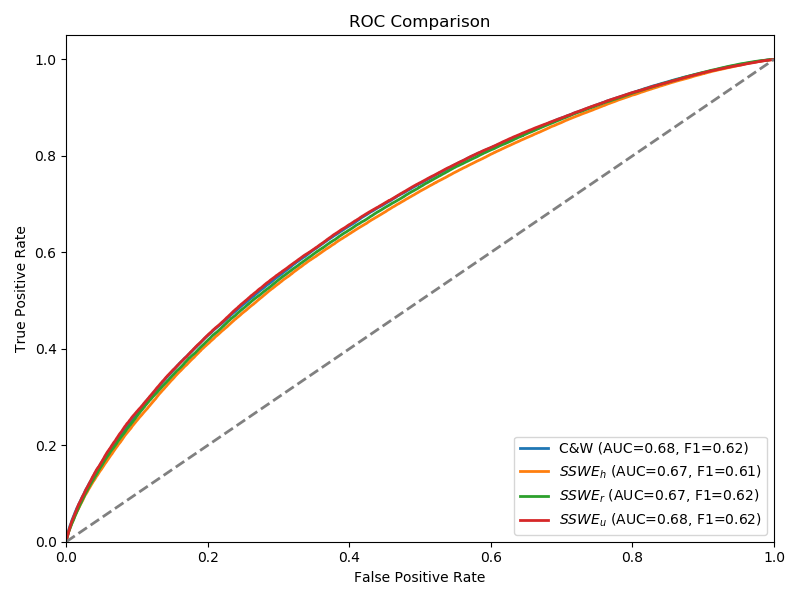 ROC Comparison
True Positive Rate
1.0
0.8
0.6
0.4
0.2
0.0
0.0 0.2 0.4 0.6 0.8 1.0
False Positive Rate
C&W (AUC=0.68, F1=0.62)
SSWE_h (AUC=0.67, F1=0.61)
SSWE_r (AUC=0.67, F1=0.62)
SSWE_u (AUC=0.68, F1=0.62)